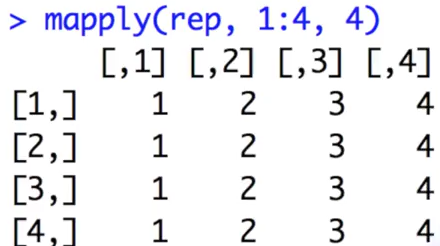 > mapply(rep, 1:4, 4)
[,1] [,2] [,3] [,4]
[1,] 1 2 3 4
[2,] 1 2 3 4
[3,] 1 2 3 4
[4,] 1 2 3 4